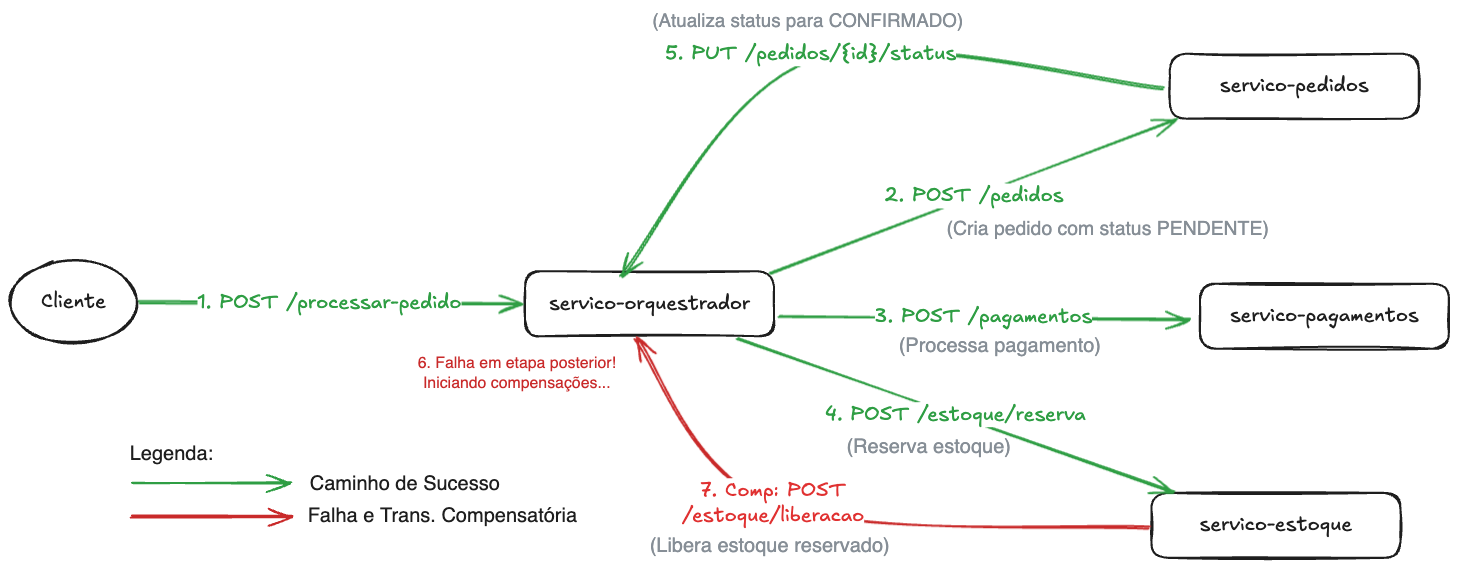 (Atualiza status para CONFIRMADO)
5. PUT /pedidos/{id}/status
servico-pedidos
2. POST /pedidos
(Cria pedido com status PENDENTE)
Cliente
1. POST /processar-pedido
servico-orquestrador
3. POST /pagamentos
(Processa pagamento)
servico-pagamentos
6. Falha em etapa posterior!
Iniciando compensações...
4. POST /estoque/reserva
(Reserva estoque)
Legenda:
Caminho de Sucesso
Falha e Trans. Compensatória
7. Comp: POST
/estoque/liberacao
(Libera estoque reservado)
servico-estoque